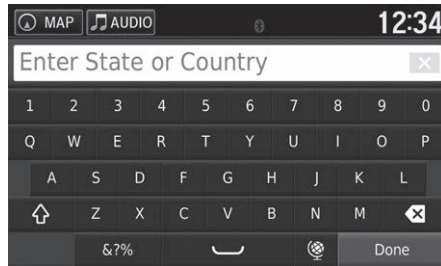 MAP AUDIO 12:34
Enter State or Country
1 2 3 4 5 6 7 8 9 0
Q W E R T Y U I O P
A S D F G H J K L
Z X C V B N M
&?% Done